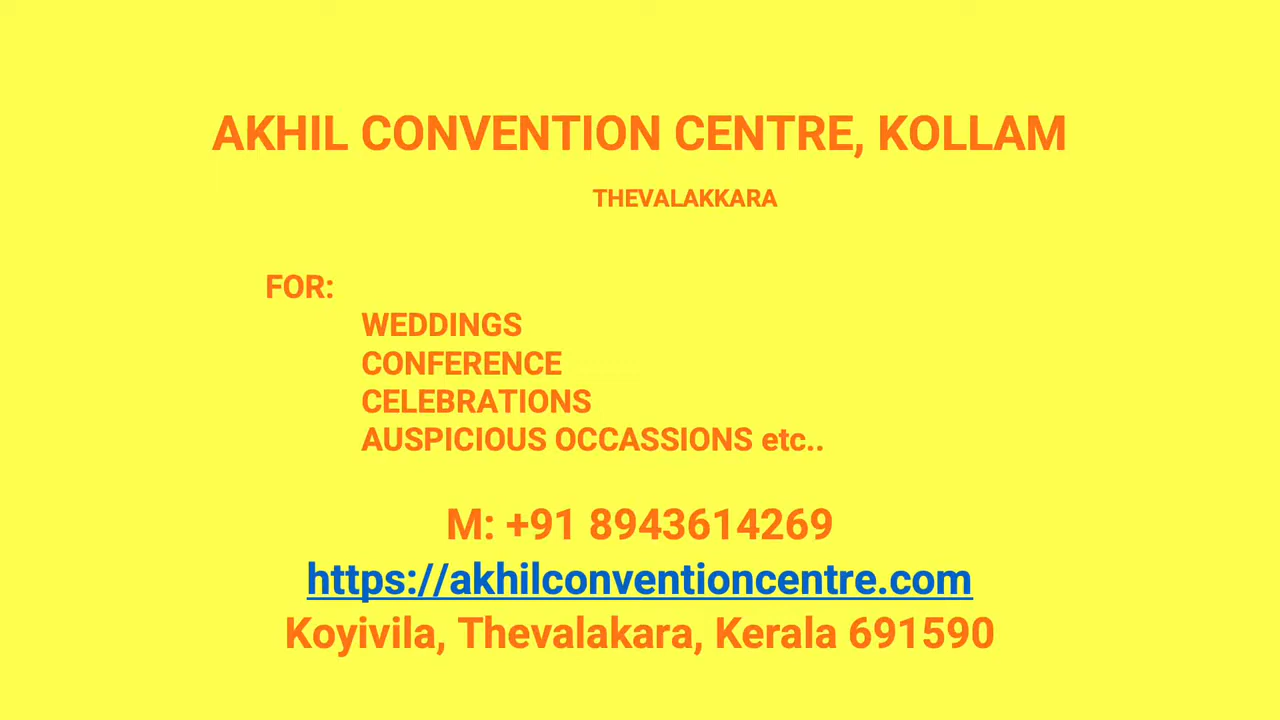 AKHIL CONVENTION CENTRE, KOLLAM
THEVALAKKARA
FOR:
WEDDINGS
CONFERENCE
CELEBRATIONS
AUSPICIOUS OCCASSIONS etc..
M: +91 8943614269
https://akhilconventioncentre.com
Koyivila, Thevalakara, Kerala 691590